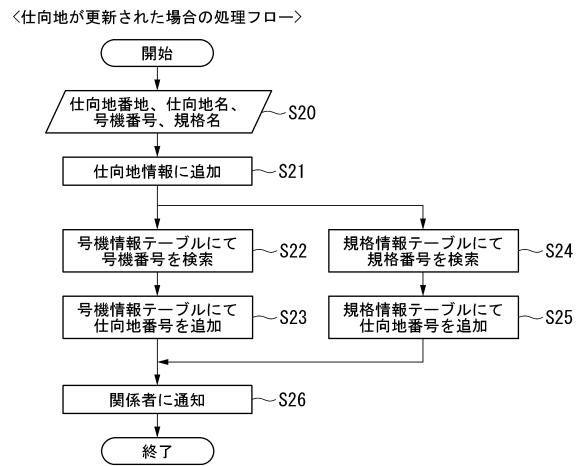 〈仕向地が更新された場合の処理フロー〉
開始
仕向地番地、仕向地名、
号機番号、規格名
S20
仕向地情報に追加
S21
号機情報テーブルにて
号機番号を検索
S22
規格情報テーブルにて
規格番号を検索
S24
号機情報テーブルにて
仕向地番号を追加
S23
規格情報テーブルにて
仕向地番号を追加
S25
関係者に通知
S26
終了